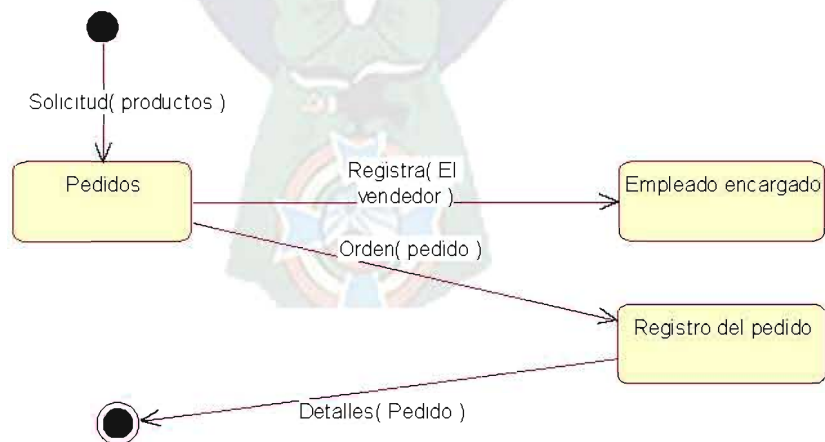 Solicitud( productos )
Pedidos
Registra( El
vendedor )
Empleado encargado
Orden( pedido )
Registro del pedido
Detalles( Pedido )